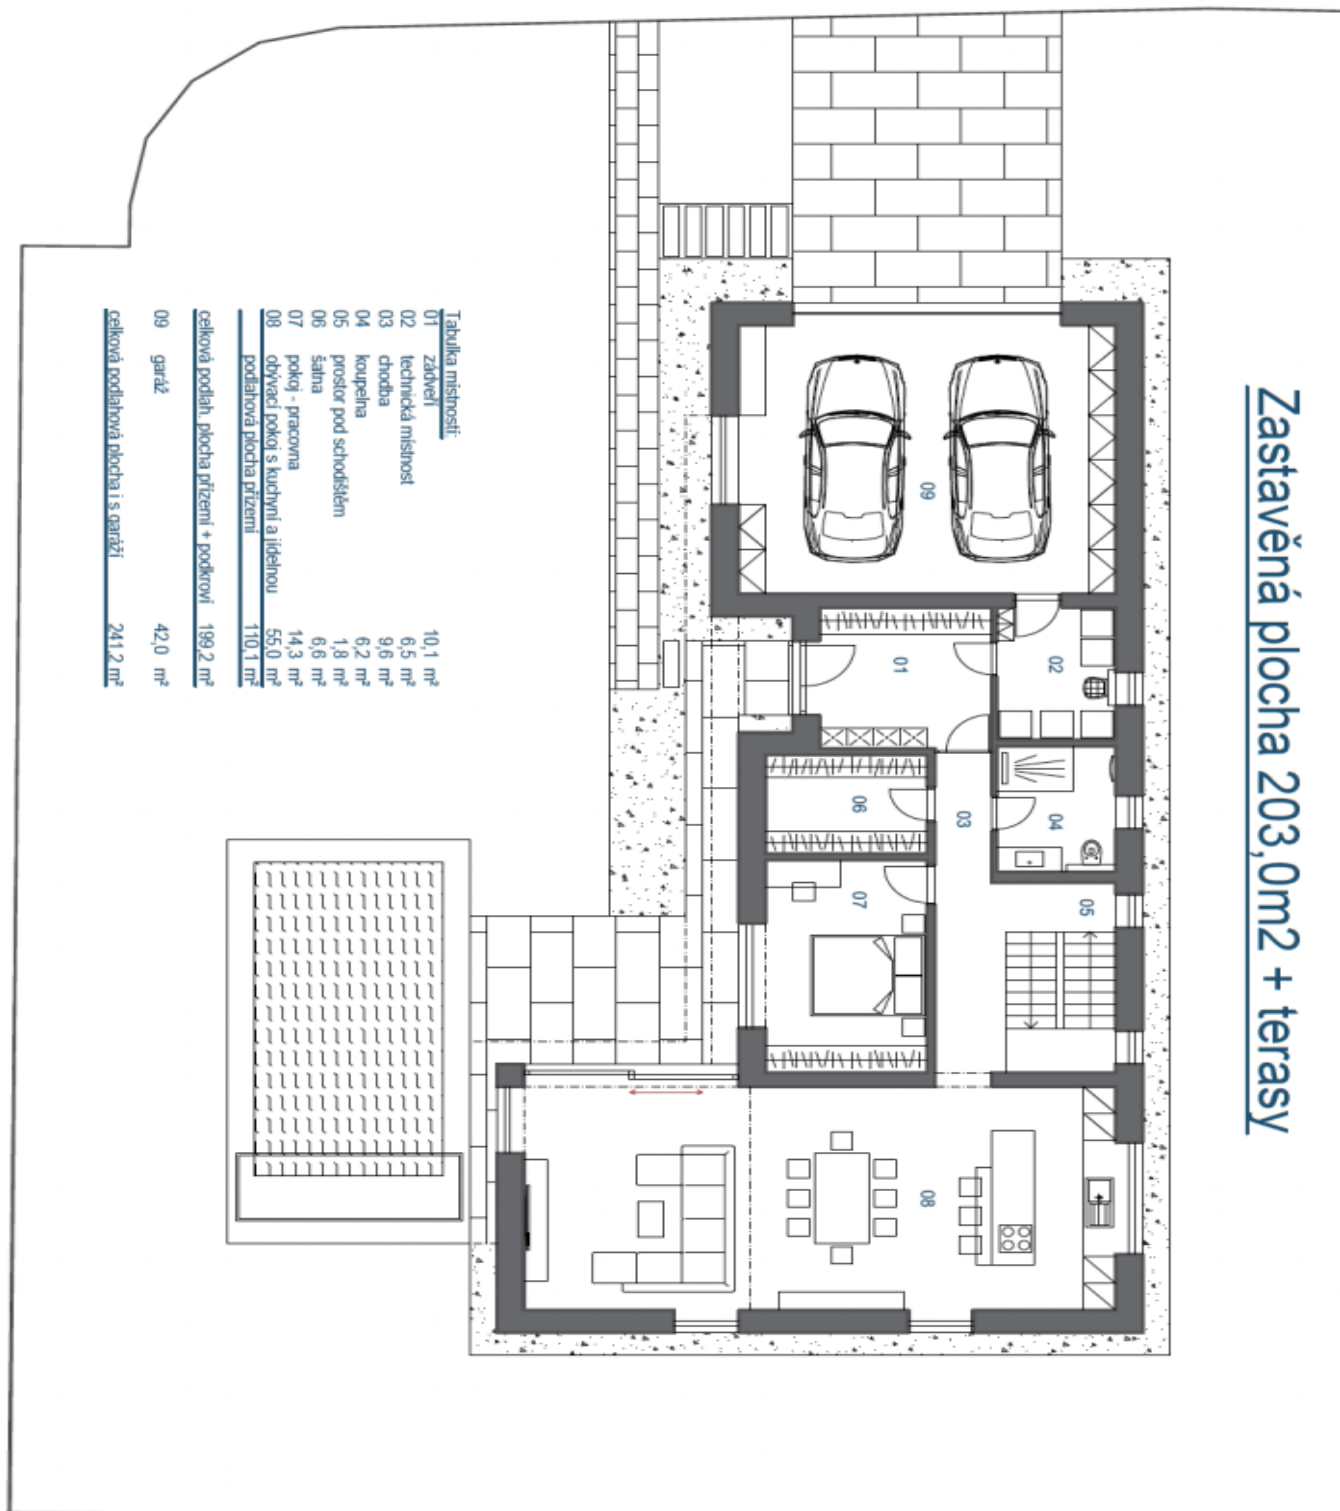 Zastavěná plocha 203,0m2 + terasy
Tabulka místností:
01 zádveří 10,1 m²
02 technická místnost 6,5 m²
03 chodba 9,6 m²
04 koupelna 6,2 m²
05 prostor pod schodištěm 1,8 m²
06 šatna 6,6 m²
07 pokoj - pracovna 14,3 m²
08 obývací pokoj s kuchyní a jídelnou 55,0 m²
podlahová plocha přízemí 110,1 m²
celková podlah. plocha přízemí + podkroví 199,2 m²
09 garáž 42,0 m²
celková podlahová plocha i s garáží 241,2 m²
09
02
01
04
03
06
05
07
08